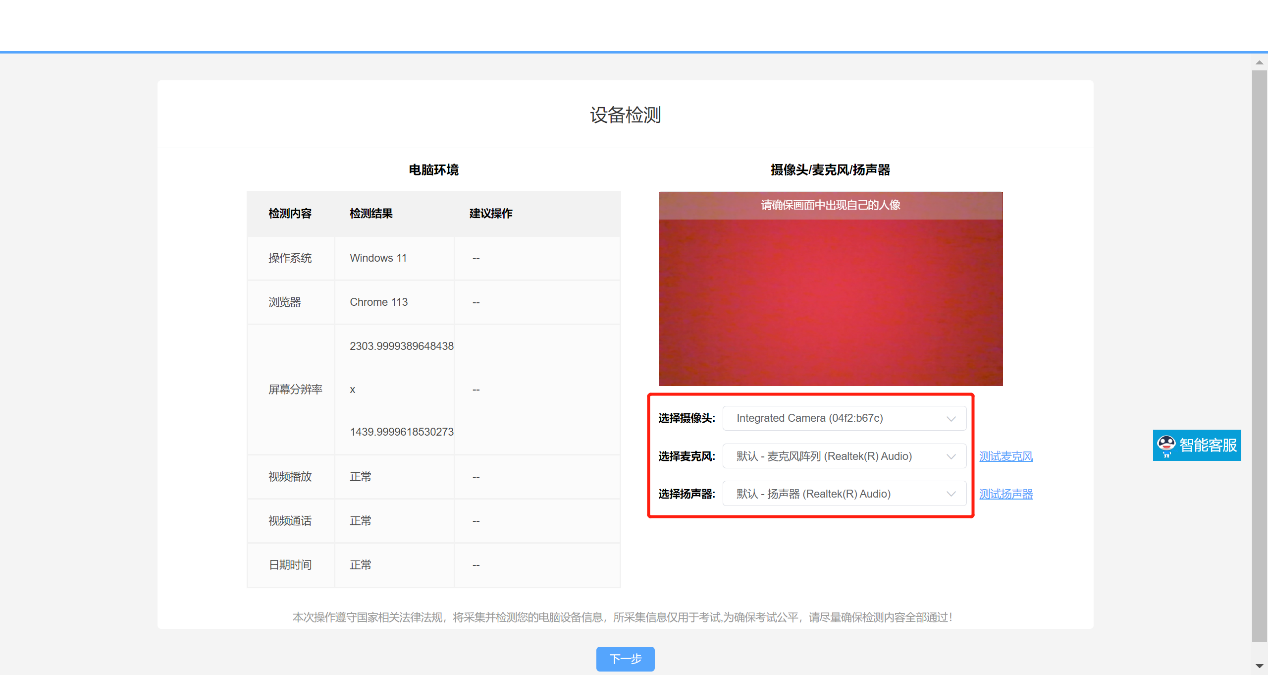 设备检测
电脑环境
检测内容 检测结果 建议操作
操作系统 Windows 11 --
浏览器 Chrome 113 --
屏幕分辨率 2303.9999389648438 x 1439.9999618530273 --
视频播放 正常 --
视频通话 正常 --
日期时间 正常 --
摄像头/麦克风/扬声器
请确保画面中出现自己的人像
选择摄像头: Integrated Camera (04f2:b67c)
选择麦克风: 默认 - 麦克风阵列 (Realtek(R) Audio) 测试麦克风
选择扬声器: 默认 - 扬声器 (Realtek(R) Audio) 测试扬声器
智能客服
本次操作遵守国家相关法律法规，将采集并检测您的电脑设备信息，所采集信息仅用于考试,为确保考试公平，请尽量确保检测内容全部通过！
下一步